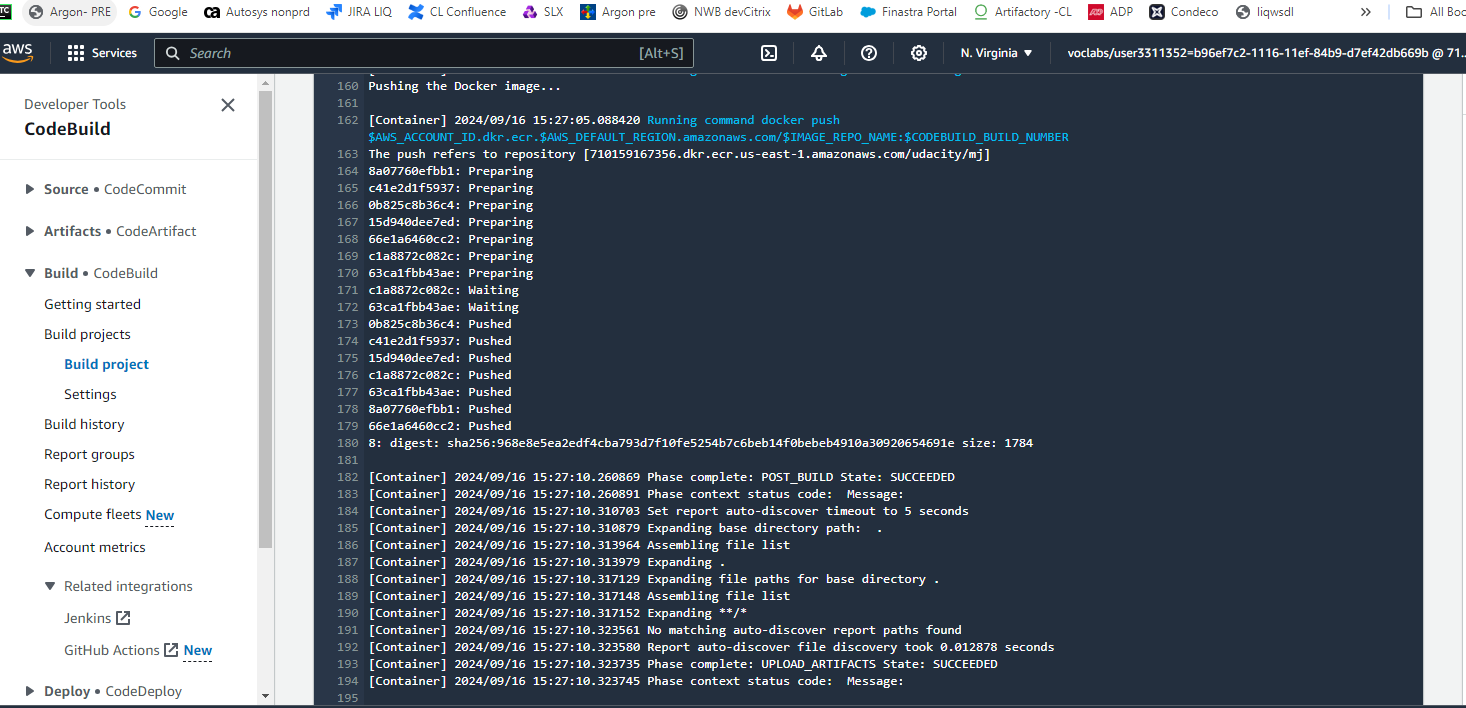 TC
Argon- PRE
Google
ca
Autosys nonprd
JIRA LIQ
CL Confluence
SLX
Argon pre
NWB devCitrix
GitLab
Finastra Portal
Artifactory -CL
ADP
Condeco
liqwsdl
»
All Boo
aws
Services
Search
[Alt+S]
N. Virginia
voclabs/user3311352=b96ef7c2-1116-11ef-84b9-d7ef42db669b @ 71...
Developer Tools
CodeBuild
Source • CodeCommit
Artifacts • CodeArtifact
Build • CodeBuild
Getting started
Build projects
Build project
Settings
Build history
Report groups
Report history
Compute fleets New
Account metrics
Related integrations
Jenkins
GitHub Actions New
Deploy • CodeDeploy
160 Pushing the Docker image...
161
162 [Container] 2024/09/16 15:27:05.088420 Running command docker push
$AWS_ACCOUNT_ID.dkr.ecr.$AWS_DEFAULT_REGION.amazonaws.com/$IMAGE_REPO_NAME:$CODEBUILD_BUILD_NUMBER
163 The push refers to repository [710159167356.dkr.ecr.us-east-1.amazonaws.com/udacity/mj]
164 8a07760efbb1: Preparing
165 c41e2d1f5937: Preparing
166 0b825c8b36c4: Preparing
167 15d940dee7ed: Preparing
168 66e1a6460cc2: Preparing
169 c1a8872c082c: Preparing
170 63ca1fbb43ae: Preparing
171 c1a8872c082c: Waiting
172 63ca1fbb43ae: Waiting
173 0b825c8b36c4: Pushed
174 c41e2d1f5937: Pushed
175 15d940dee7ed: Pushed
176 c1a8872c082c: Pushed
177 63ca1fbb43ae: Pushed
178 8a07760efbb1: Pushed
179 66e1a6460cc2: Pushed
180 8: digest: sha256:968e8e5ea2edf4cba793d7f10fe5254b7c6beb14f0bebeb4910a30920654691e size: 1784
181
182 [Container] 2024/09/16 15:27:10.260869 Phase complete: POST_BUILD State: SUCCEEDED
183 [Container] 2024/09/16 15:27:10.260891 Phase context status code:  Message:
184 [Container] 2024/09/16 15:27:10.310703 Set report auto-discover timeout to 5 seconds
185 [Container] 2024/09/16 15:27:10.310879 Expanding base directory path:  .
186 [Container] 2024/09/16 15:27:10.313964 Assembling file list
187 [Container] 2024/09/16 15:27:10.313979 Expanding .
188 [Container] 2024/09/16 15:27:10.317129 Expanding file paths for base directory .
189 [Container] 2024/09/16 15:27:10.317148 Assembling file list
190 [Container] 2024/09/16 15:27:10.317152 Expanding **/*
191 [Container] 2024/09/16 15:27:10.323561 No matching auto-discover report paths found
192 [Container] 2024/09/16 15:27:10.323580 Report auto-discover file discovery took 0.012878 seconds
193 [Container] 2024/09/16 15:27:10.323735 Phase complete: UPLOAD_ARTIFACTS State: SUCCEEDED
194 [Container] 2024/09/16 15:27:10.323745 Phase context status code:  Message:
195